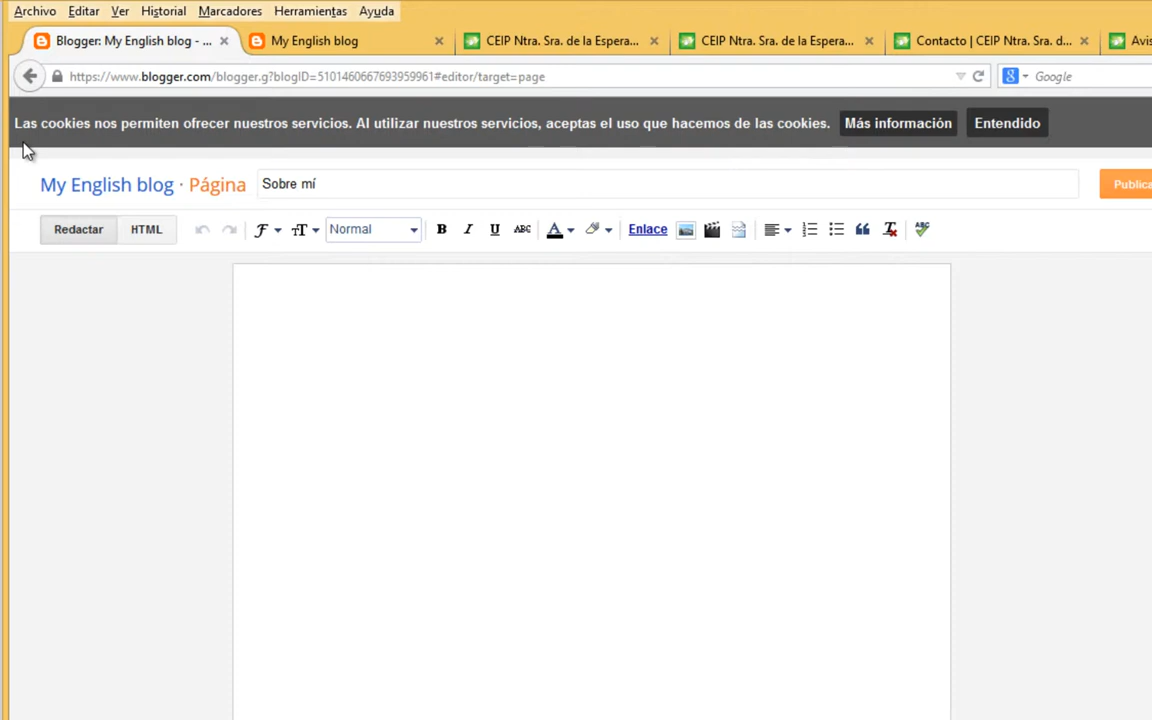 Archivo Editar Ver Historial Marcadores Herramientas Ayuda
Blogger: My English blog - ... My English blog CEIP Ntra. Sra. de la Espera... CEIP Ntra. Sra. de la Espera... Contacto | CEIP Ntra. Sra. d... Avis
https://www.blogger.com/blogger.g?blogID=5101460667693959961#editor/target=page Google
Las cookies nos permiten ofrecer nuestros servicios. Al utilizar nuestros servicios, aceptas el uso que hacemos de las cookies. Más información Entendido
My English blog · Página Sobre mí Publica
Redactar HTML Normal B I U ABC A Enlace